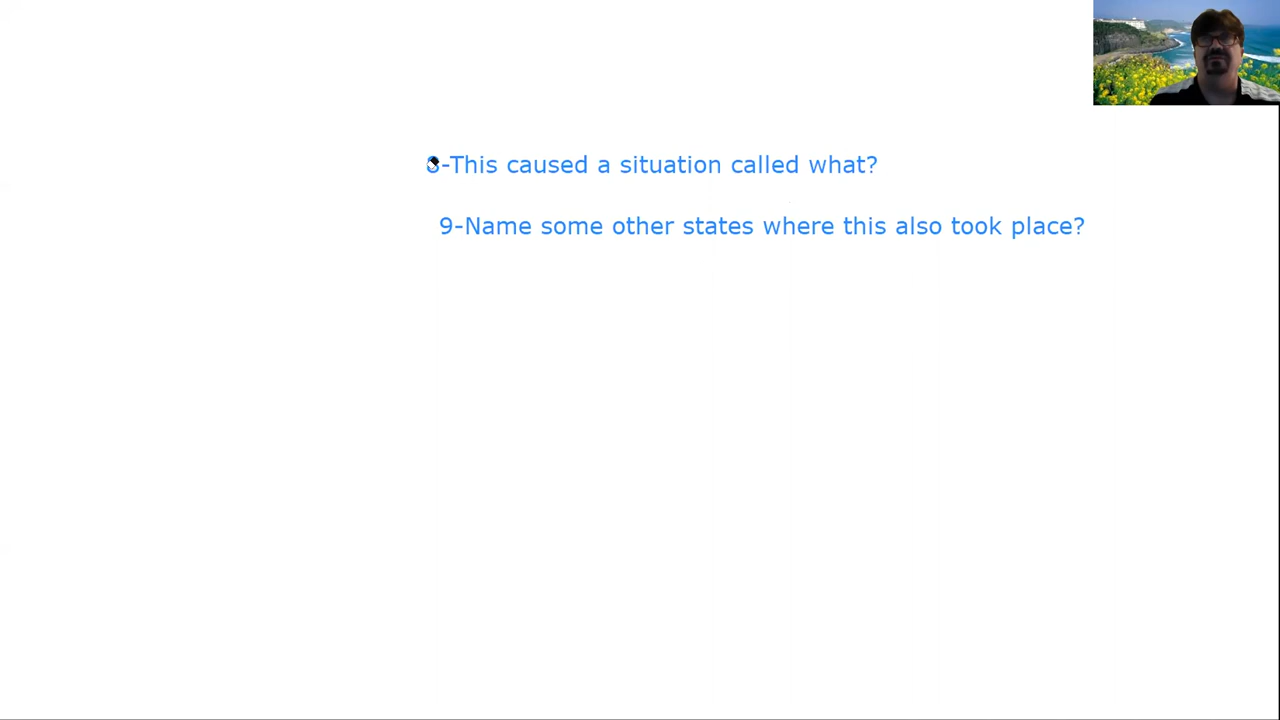 8-This caused a situation called what?
9-Name some other states where this also took place?